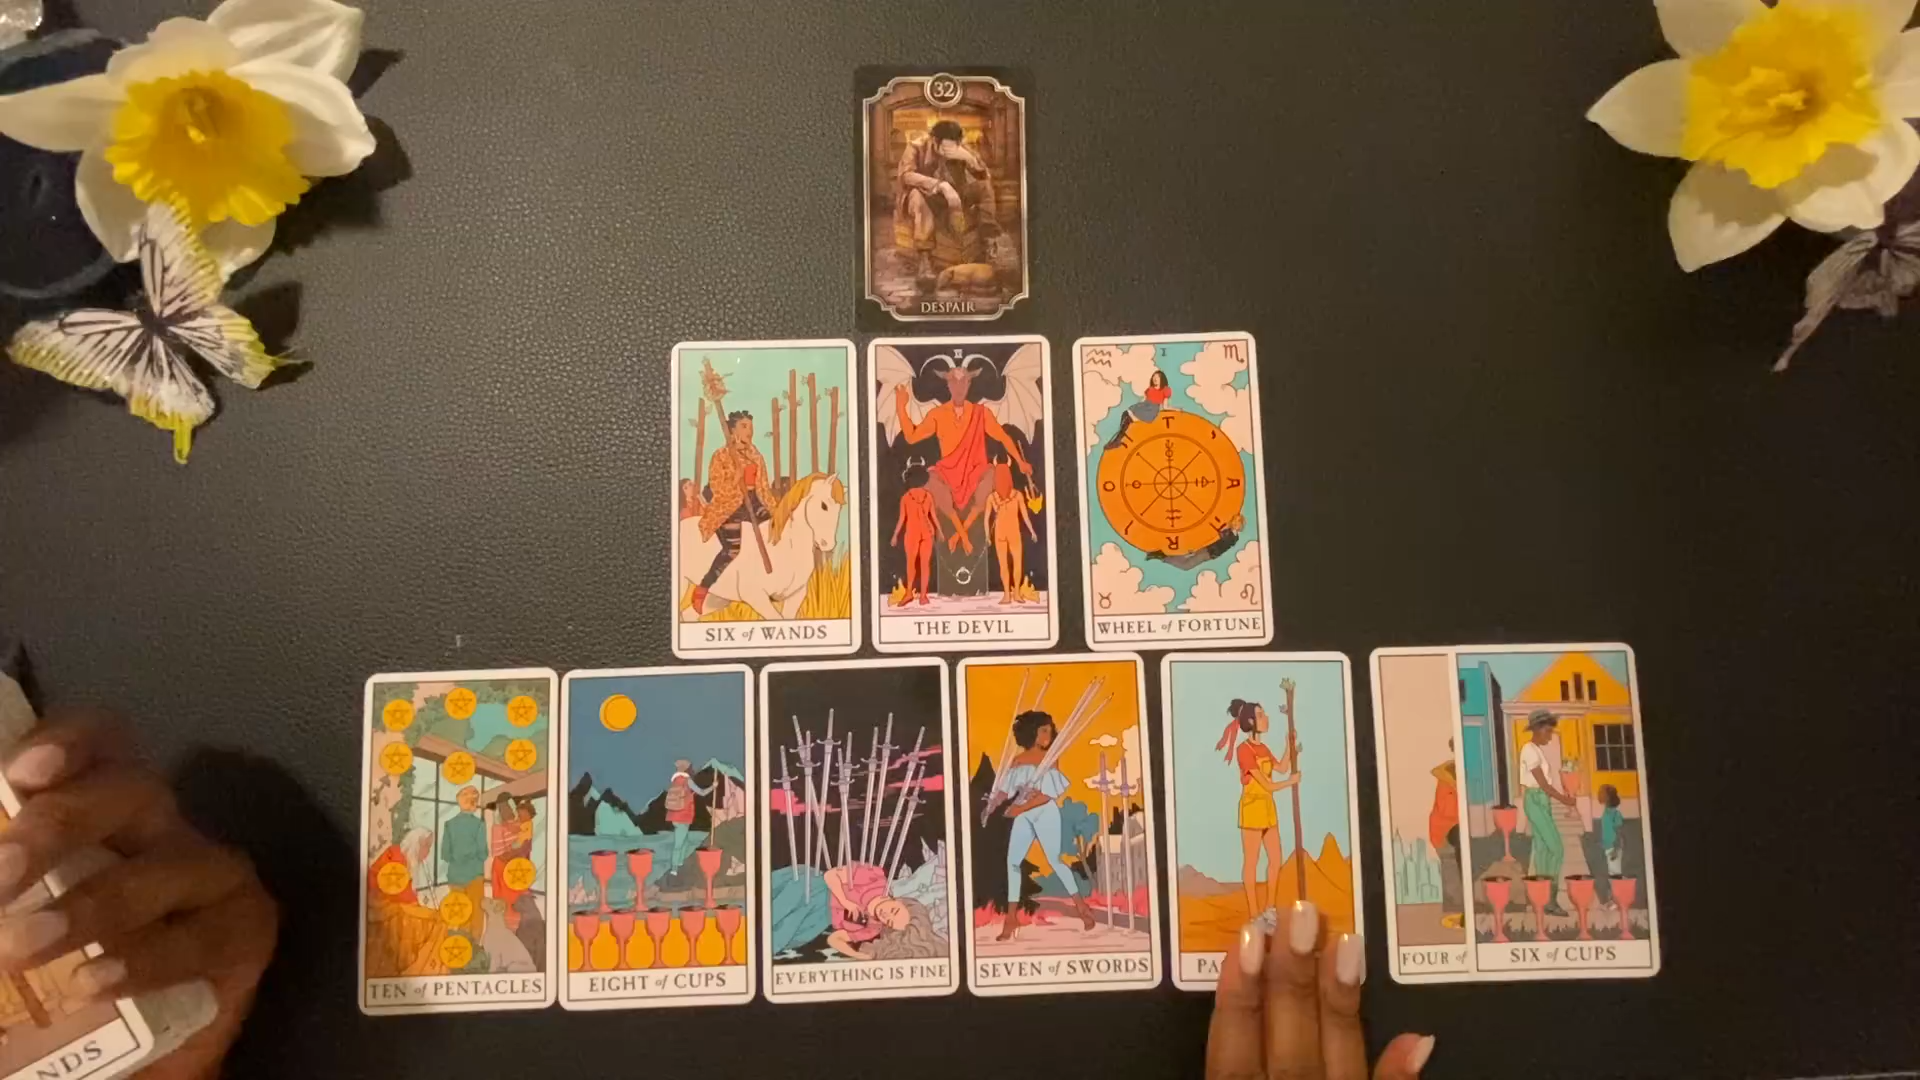 32
DESPAIR
SIX of WANDS
THE DEVIL
WHEEL of FORTUNE
TEN of PENTACLES
EIGHT of CUPS
EVERYTHING IS FINE
SEVEN of SWORDS
PA
FOUR of
SIX of CUPS
NDS